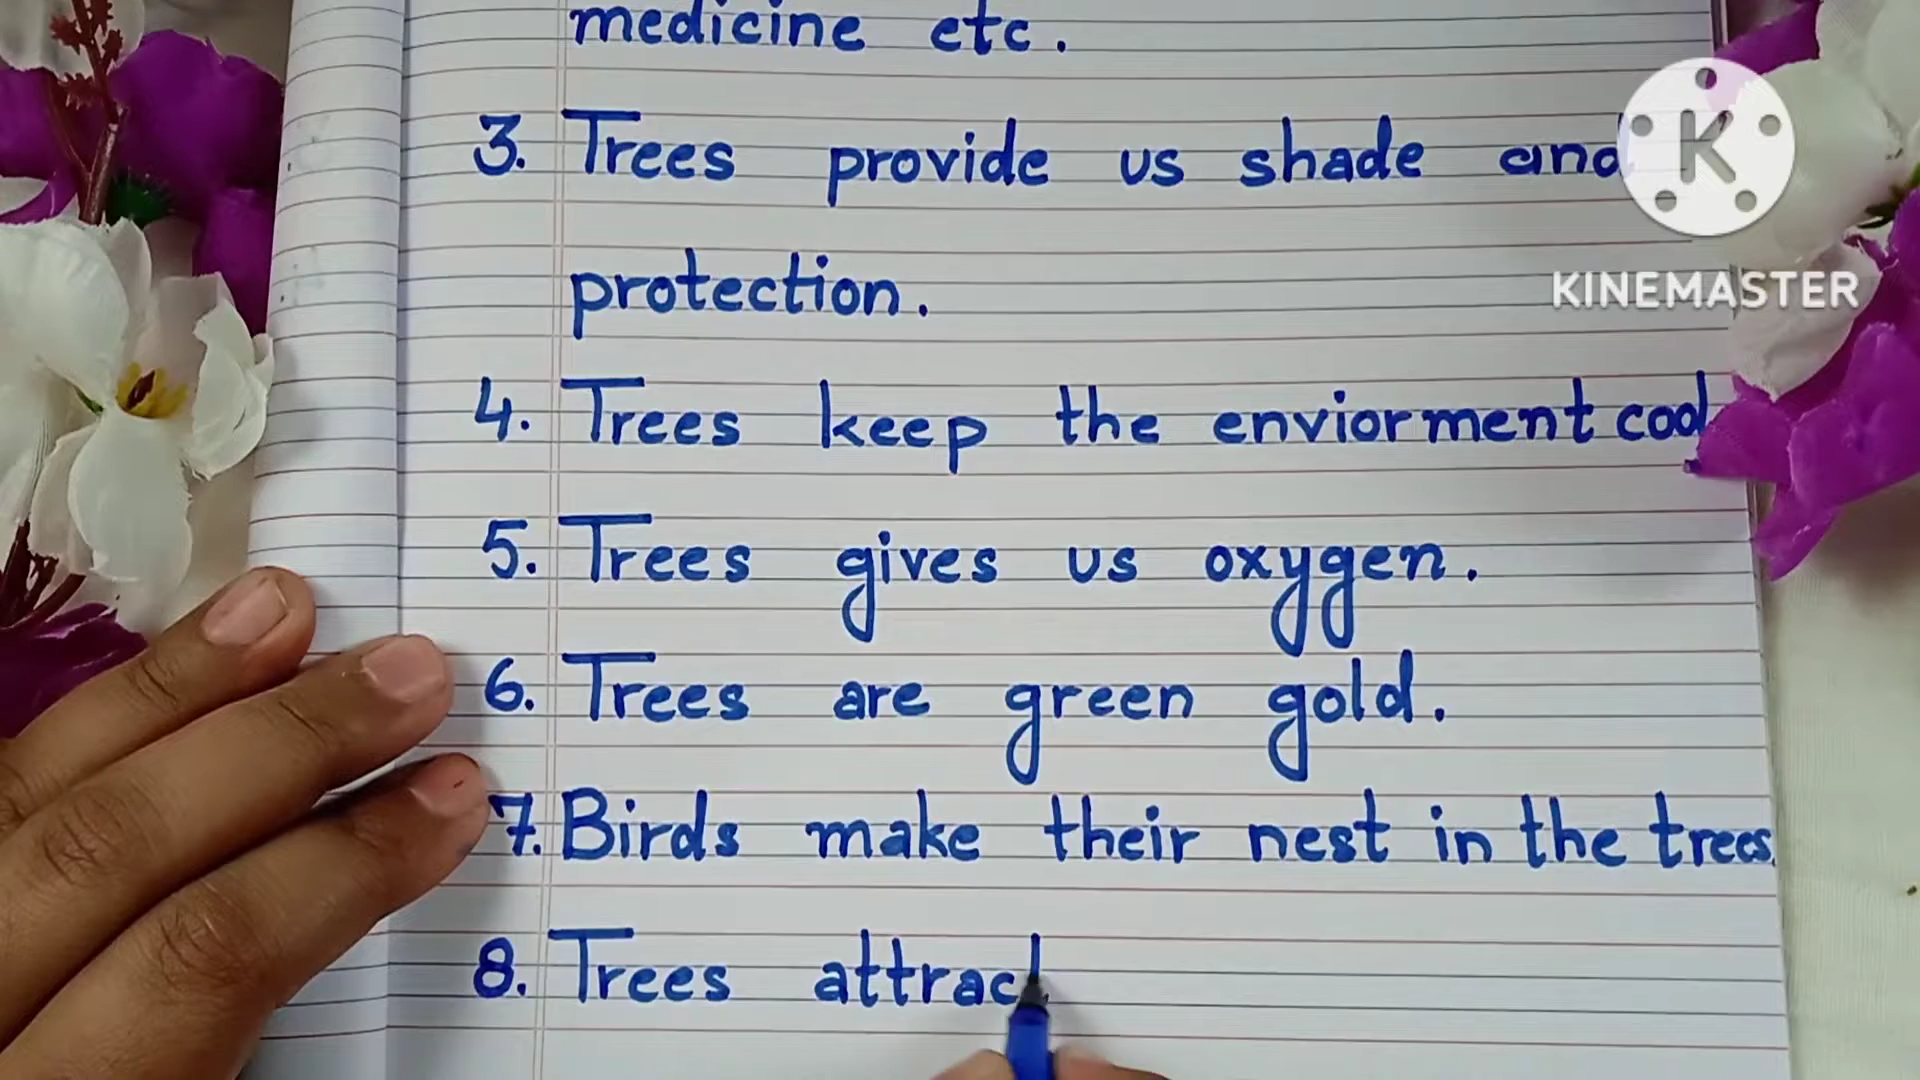 medicine etc.
3. Trees provide us shade and
protection.
4. Trees keep the enviorment cool
5. Trees gives us oxygen.
6. Trees are green gold.
7. Birds make their nest in the trees.
8. Trees attract
K
KINEMASTER